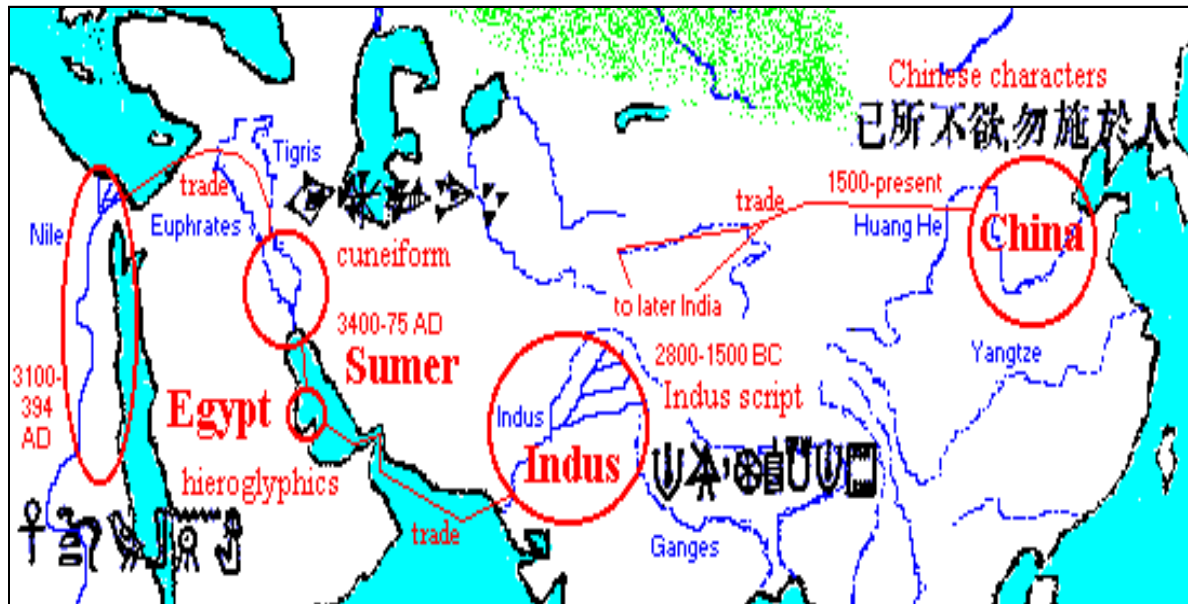 Chinese characters
己所不欲,勿施於人
Tigris
trade
1500-present
trade
Nile
Euphrates
Huang He
China
cuneiform
to later India
3400-75 AD
2800-1500 BC
Yangtze
Sumer
3100-
394
AD
Egypt
Indus
Indus script
Indus
hieroglyphics
trade
Ganges